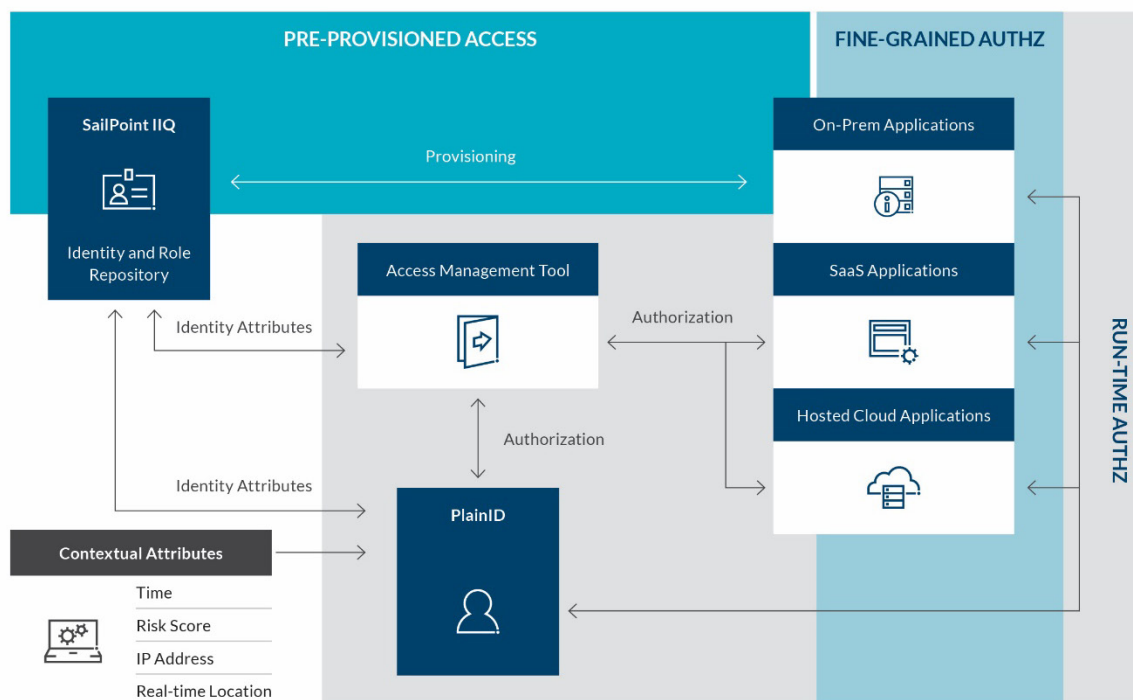 PRE-PROVISIONED ACCESS
FINE-GRAINED AUTHZ
SailPoint IIQ
Identity and Role
Repository
Provisioning
On-Prem Applications
Access Management Tool
SaaS Applications
Identity Attributes
Authorization
Hosted Cloud Applications
RUN-TIME AUTHZ
Authorization
Identity Attributes
PlainID
Contextual Attributes
Time
Risk Score
IP Address
Real-time Location